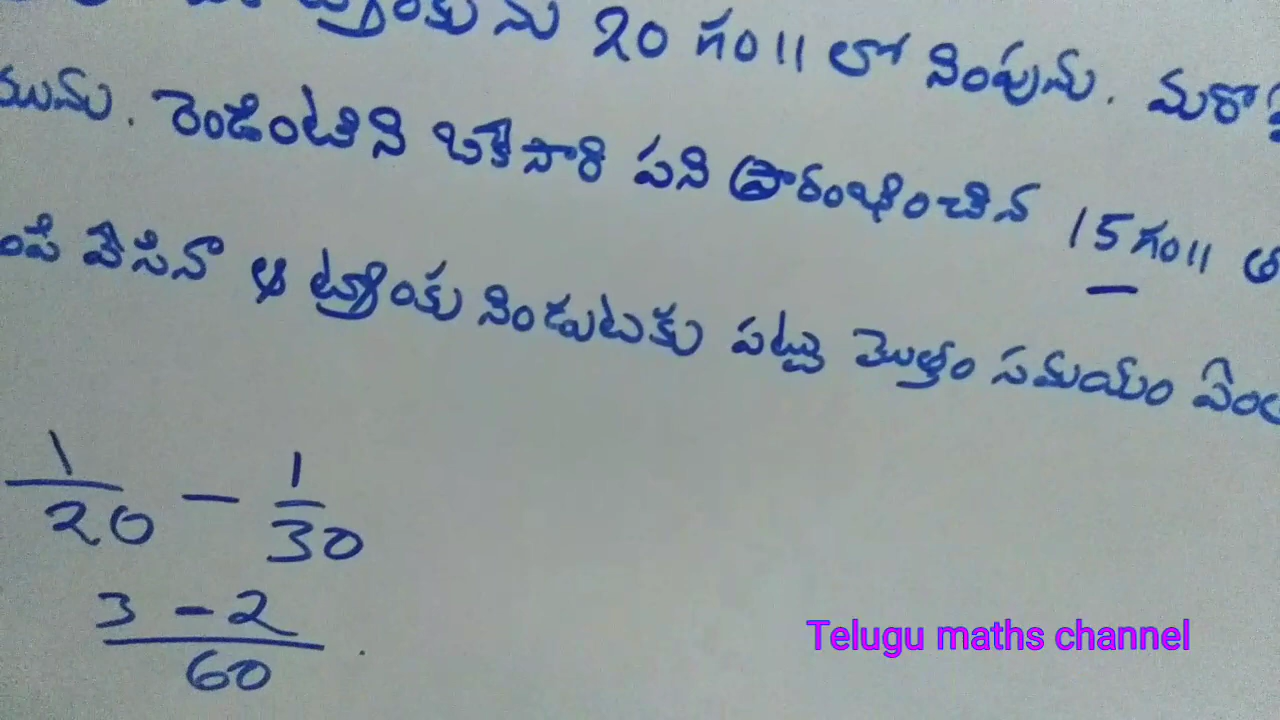 ట్యాంకు ను 20 గం॥ లో నింపును. మరొ
రెండింటిని ఒకేసారి పని ప్రారంభించిన 15 గం॥
వేసినా ఆ ట్యాంకు నిండుటకు పట్టు మొత్తం సమయం
1/20 - 1/30
3 - 2
60
Telugu maths channel